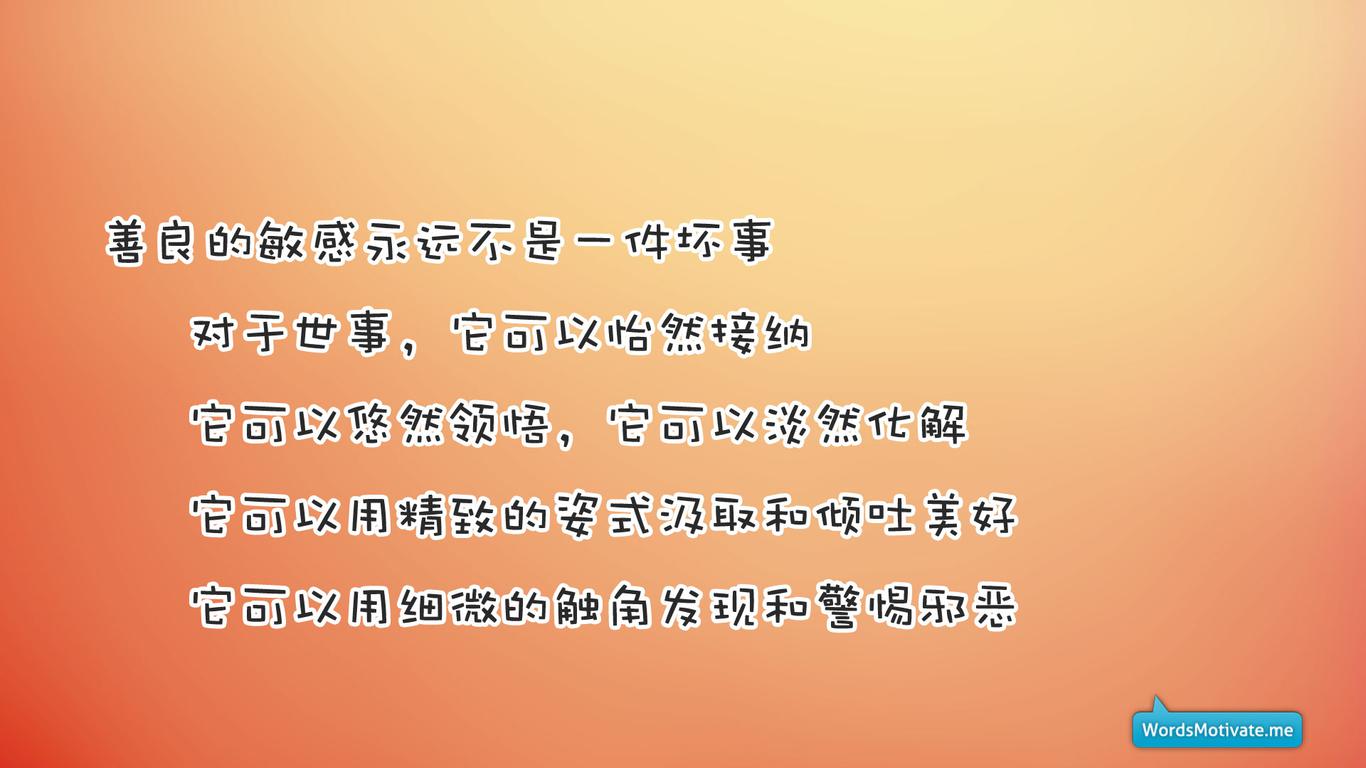 善良的敏感永远不是一件坏事
对于世事，它可以怡然接纳
它可以悠然领悟，它可以淡然化解
它可以用精致的姿式汲取和倾吐美好
它可以用细微的触角发现和警惕邪恶
WordsMotivate.me